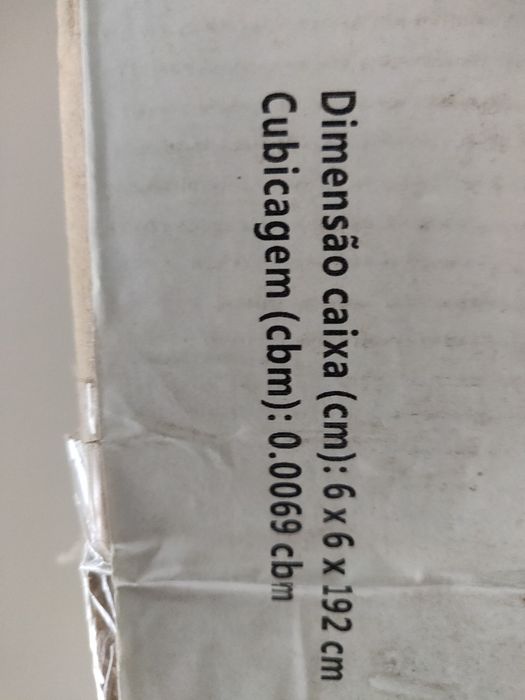 Dimensão caixa (cm): 6 x 6 x 192 cm
Cubicagem (cbm): 0.0069 cbm